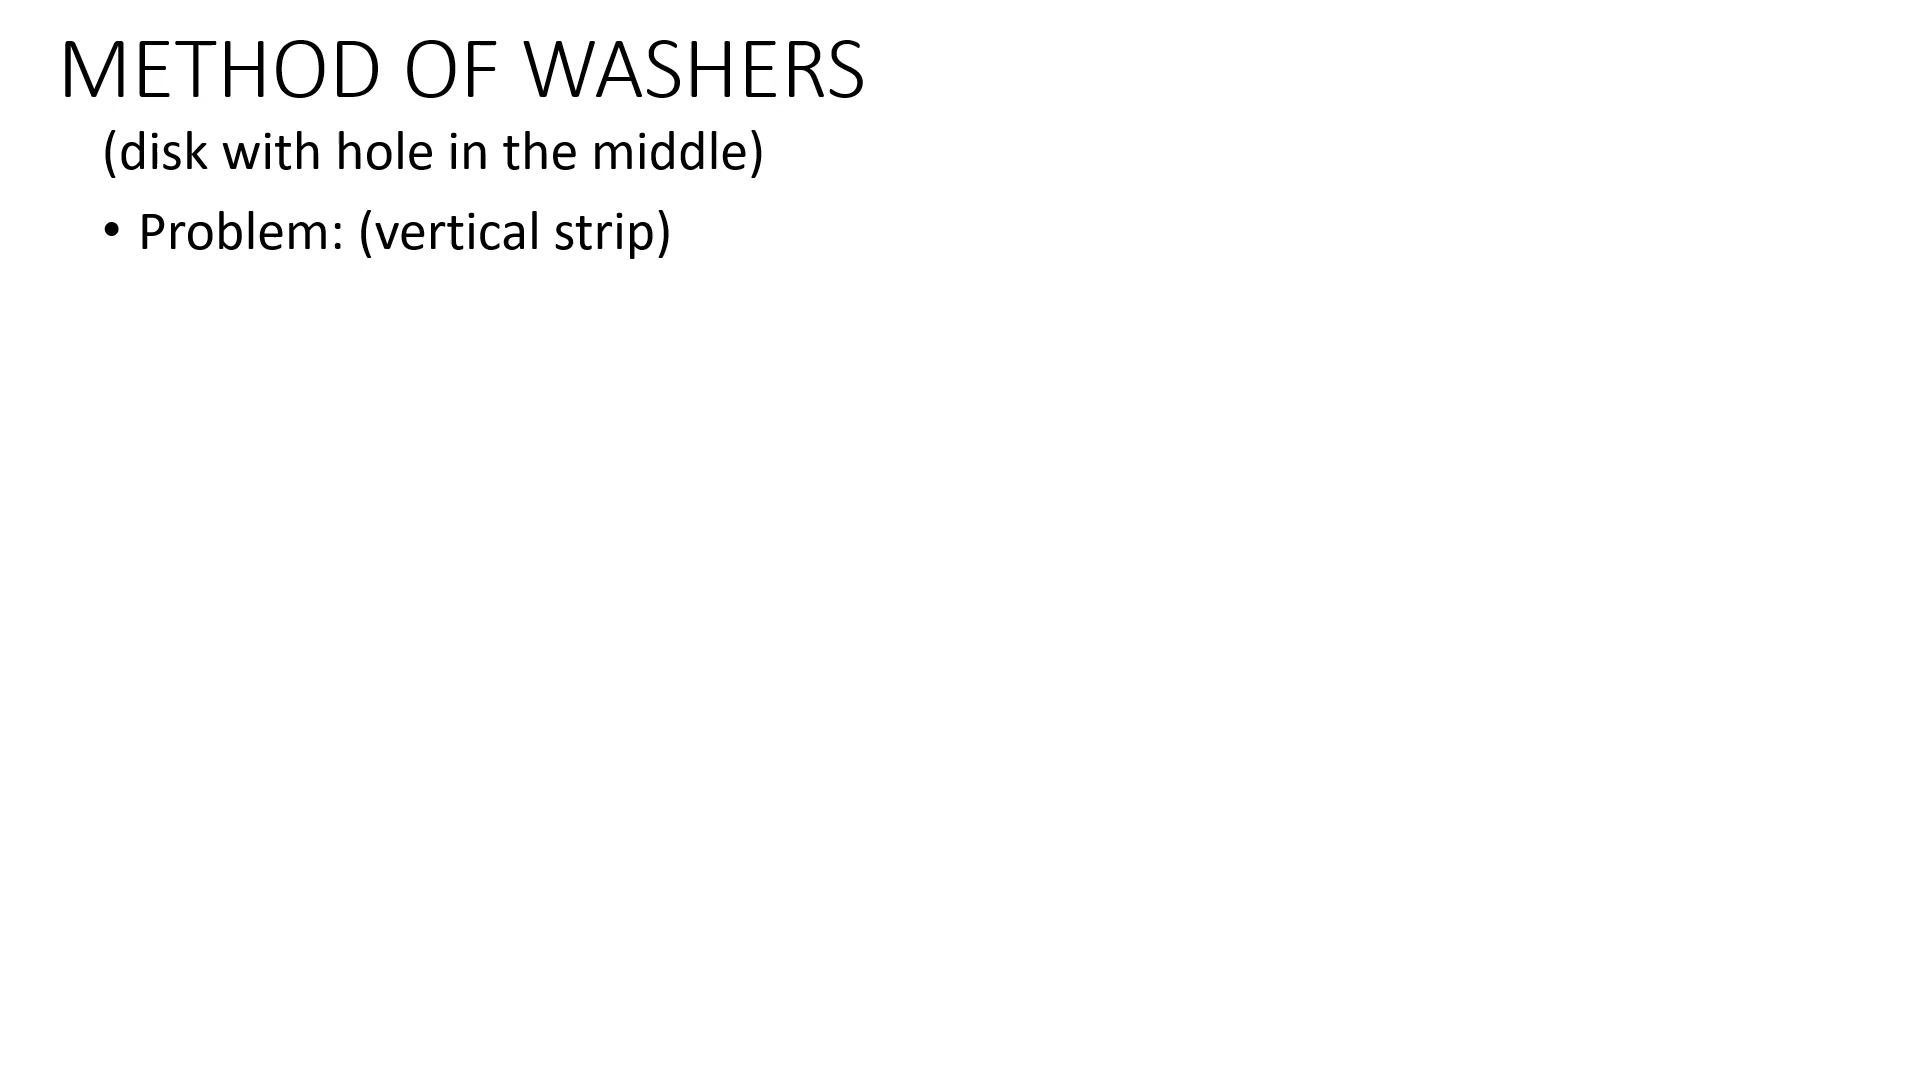 METHOD OF WASHERS
(disk with hole in the middle)
• Problem: (vertical strip)